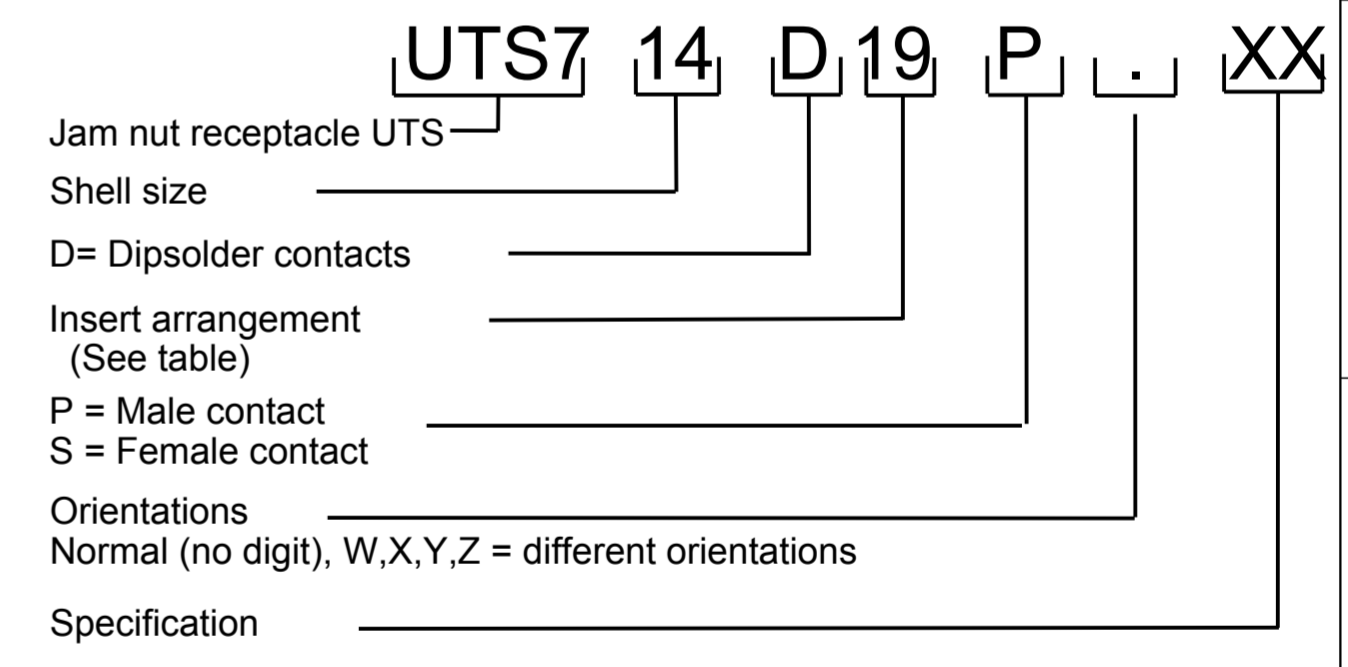 UTS7 14 D 19 P . XX
Jam nut receptacle UTS
Shell size
D= Dipsolder contacts
Insert arrangement
(See table)
P = Male contact
S = Female contact
Orientations
Normal (no digit), W,X,Y,Z = different orientations
Specification